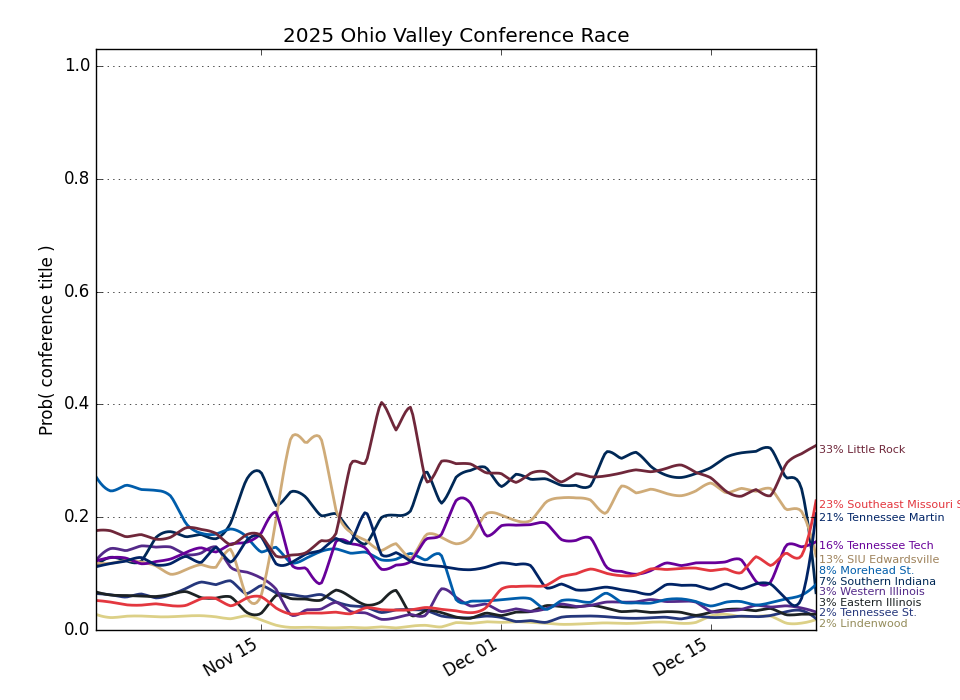 2025 Ohio Valley Conference Race
Prob( conference title )
1.0
0.8
0.6
0.4
0.2
0.0
Nov 15
Dec 01
Dec 15
33% Little Rock
23% Southeast Missouri S
21% Tennessee Martin
16% Tennessee Tech
13% SIU Edwardsville
8% Morehead St.
7% Southern Indiana
3% Western Illinois
3% Eastern Illinois
2% Tennessee St.
2% Lindenwood